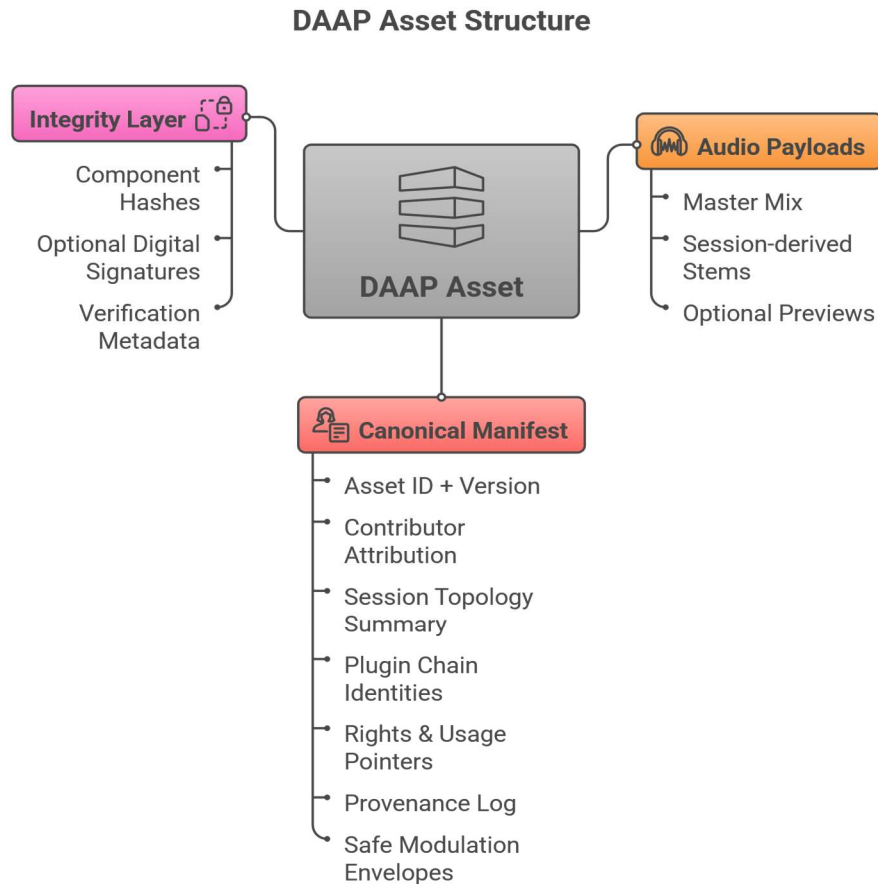 DAAP Asset Structure
Integrity Layer
Component
Hashes
Optional Digital
Signatures
Verification
Metadata
DAAP Asset
Audio Payloads
Master Mix
Session-derived
Stems
Optional Previews
Canonical Manifest
Asset ID + Version
Contributor
Attribution
Session Topology
Summary
Plugin Chain
Identities
Rights & Usage
Pointers
Provenance Log
Safe Modulation
Envelopes